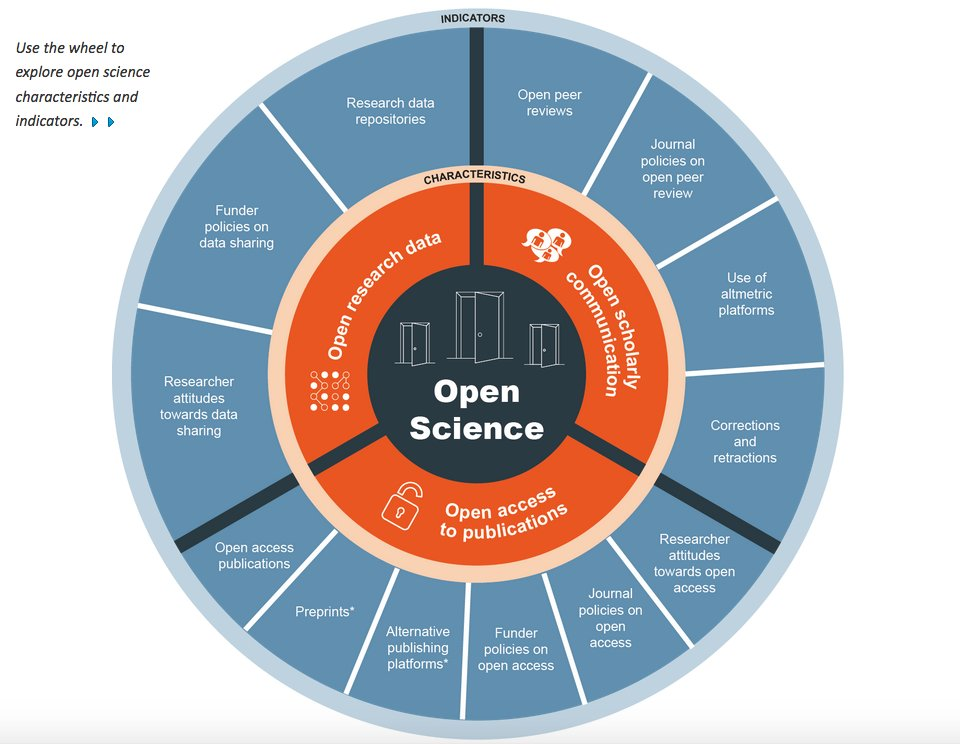 Use the wheel to
explore open science
characteristics and
indicators.
INDICATORS
Research data
repositories
Open peer
reviews
Journal
policies on
open peer
review
Use of
altmetric
platforms
Corrections
and
retractions
Researcher
attitudes
towards open
access
Journal
policies on
open
access
Funder
policies on
open access
Alternative
publishing
platforms*
Preprints*
Open access
publications
Researcher
attitudes
towards data
sharing
Funder
policies on
data sharing
CHARACTERISTICS
Open research data
Open scholarly
communication
Open access
to publications
Open
Science